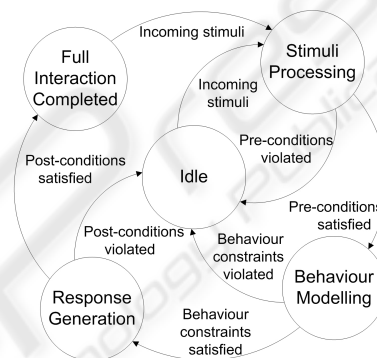 Incoming stimuli
Full
Interaction
Completed
Stimuli
Processing
Incoming
stimuli
Pre-conditions
violated
Post-conditions
satisfied
Idle
Pre-conditions
satisfied
Post-conditions
violated
Behaviour
constraints
violated
Behaviour
Modelling
Response
Generation
Behaviour
constraints
satisfied